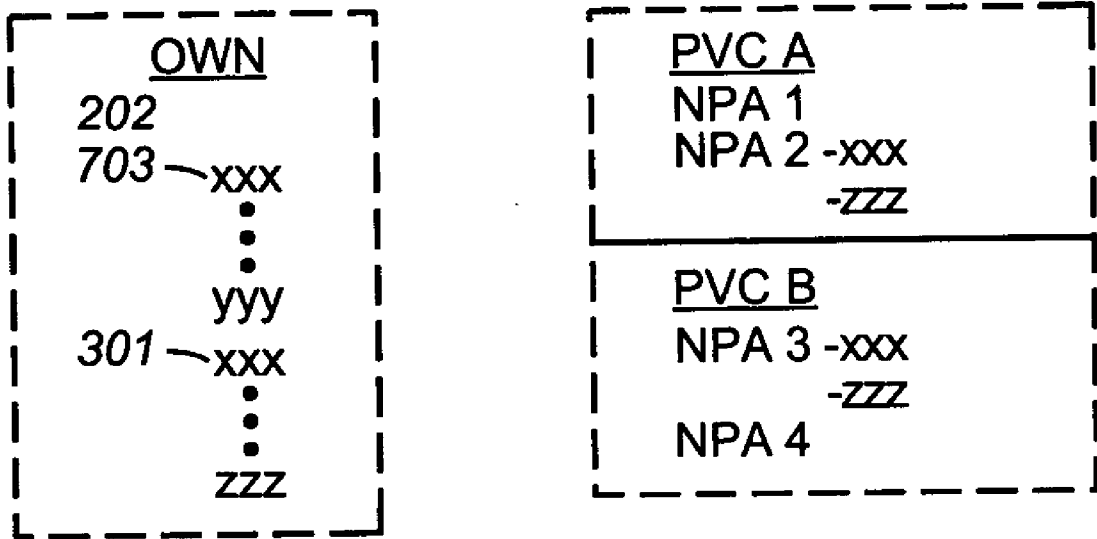 OWN
202
703 xxx
yyy
301 xxx
zzz
PVC A
NPA 1
NPA 2 -xxx
-zzz
PVC B
NPA 3 -xxx
-zzz
NPA 4